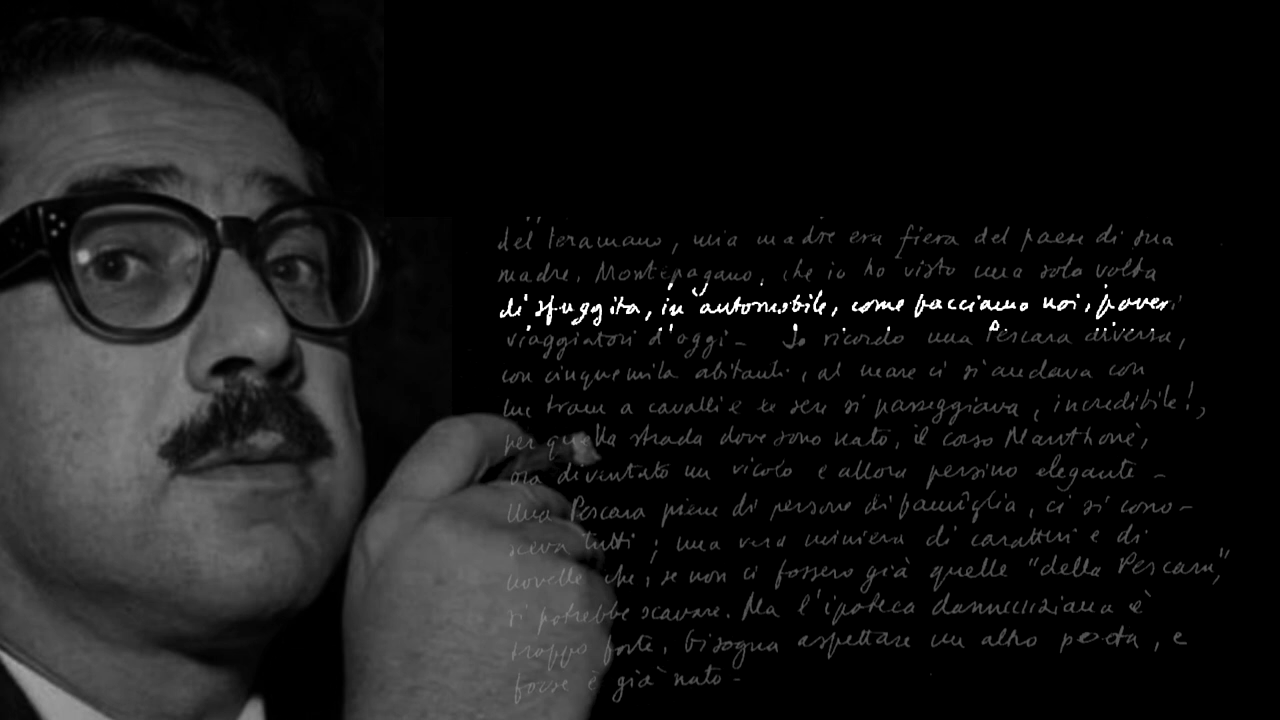 del teramano, mia madre era fiera del paese di sua
madre, Montepagano, che io ho visto una sola volta
di sfuggita, in automobile, come facciamo noi, poveri
viaggiatori d'oggi - Io ricordo una Pescara diversa,
con cinquemila abitanti, al mare ci si andava con
un tram a cavalli e le sere si passeggiava, incredibile!,
per quella strada dove sono nato, il corso Manthonè,
ora diventato un vicolo e allora persino elegante -
Una Pescara piena di persone di famiglia, ci si cono-
sceva tutti; una vera miniera di caratteri e di
novelle che, se non ci fossero già quelle "della Pescara",
si potrebbe scavare. Ma l'ipoteca dannunziana è
troppo forte, bisogna aspettare un altro poeta, e
forse è già nato -